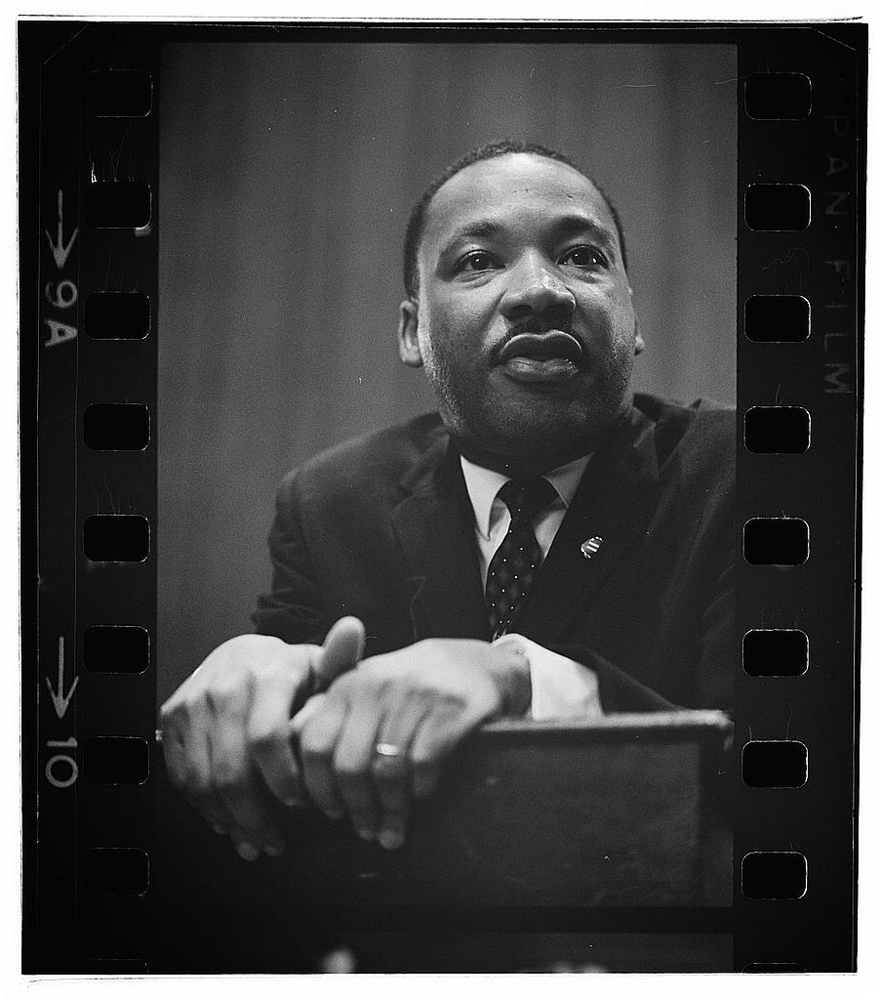 → 9A
→ 10
PAN FILM